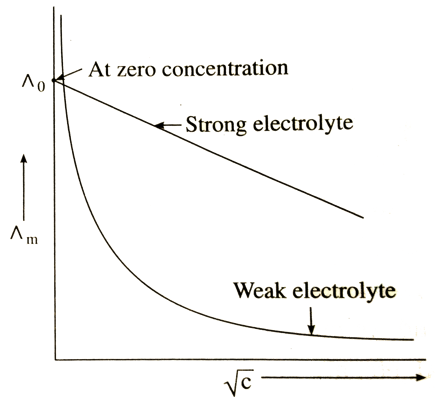 At zero concentration
Λ₀
Strong electrolyte
Λₘ
Weak electrolyte
√c